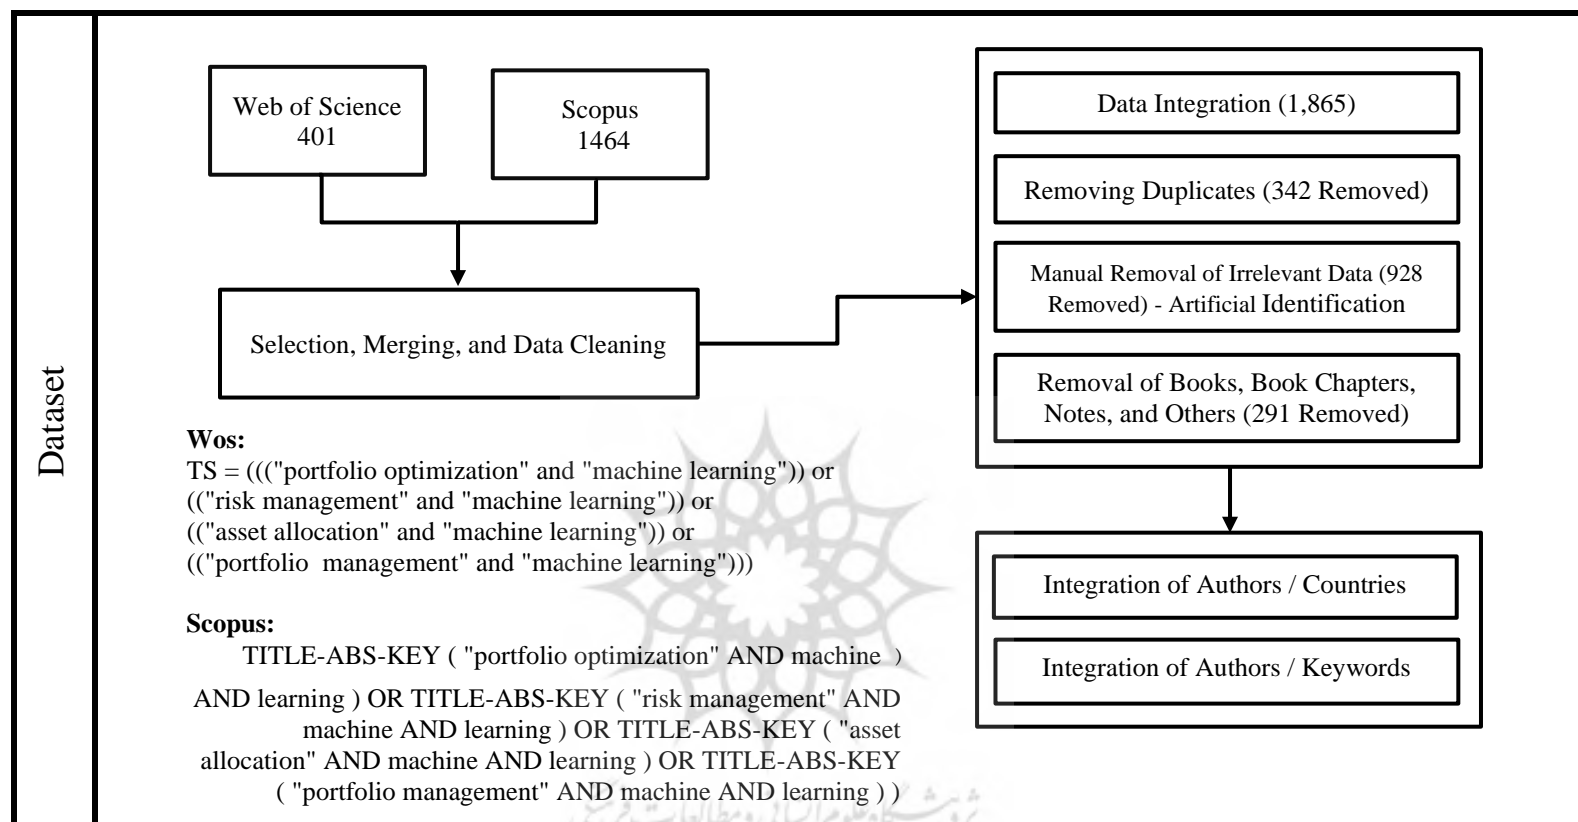 Dataset
Web of Science
401
Scopus
1464
Selection, Merging, and Data Cleaning
Data Integration (1,865)
Removing Duplicates (342 Removed)
Manual Removal of Irrelevant Data (928
Removed) - Artificial Identification
Removal of Books, Book Chapters,
Notes, and Others (291 Removed)
Integration of Authors / Countries
Integration of Authors / Keywords
Wos:
TS = ((("portfolio optimization" and "machine learning")) or
(("risk management" and "machine learning")) or
(("asset allocation" and "machine learning")) or
(("portfolio  management" and "machine learning")))
Scopus:
TITLE-ABS-KEY ( "portfolio optimization" AND machine )
AND learning ) OR TITLE-ABS-KEY ( "risk management" AND
machine AND learning ) OR TITLE-ABS-KEY ( "asset
allocation" AND machine AND learning ) OR TITLE-ABS-KEY
( "portfolio management" AND machine AND learning ) )